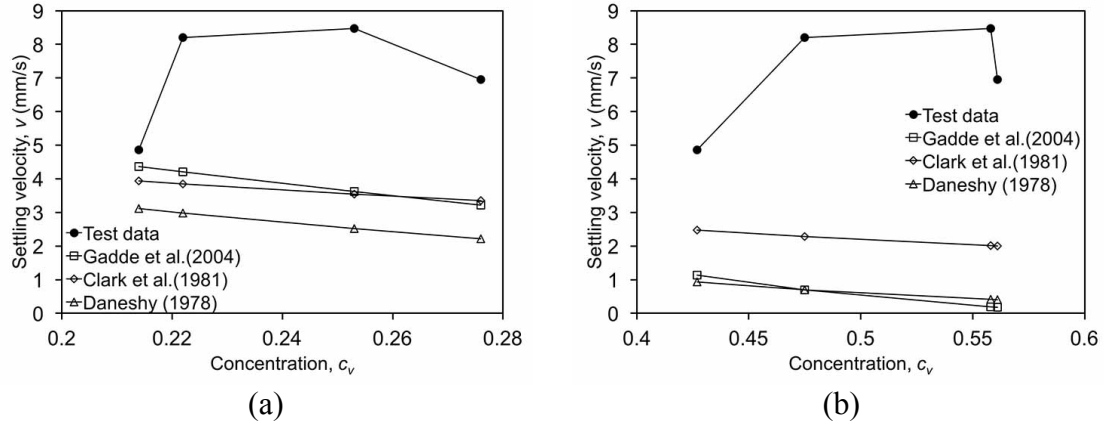 9
8
7
6
5
4
3
2
1
0
Settling velocity, v (mm/s)
Test data
Gadde et al.(2004)
Clark et al.(1981)
Daneshy (1978)
0.2 0.22 0.24 0.26 0.28
Concentration, cv
(a)
9
8
7
6
5
4
3
2
1
0
Settling velocity, v (mm/s)
Test data
Gadde et al.(2004)
Clark et al.(1981)
Daneshy (1978)
0.4 0.45 0.5 0.55 0.6
Concentration, cv
(b)